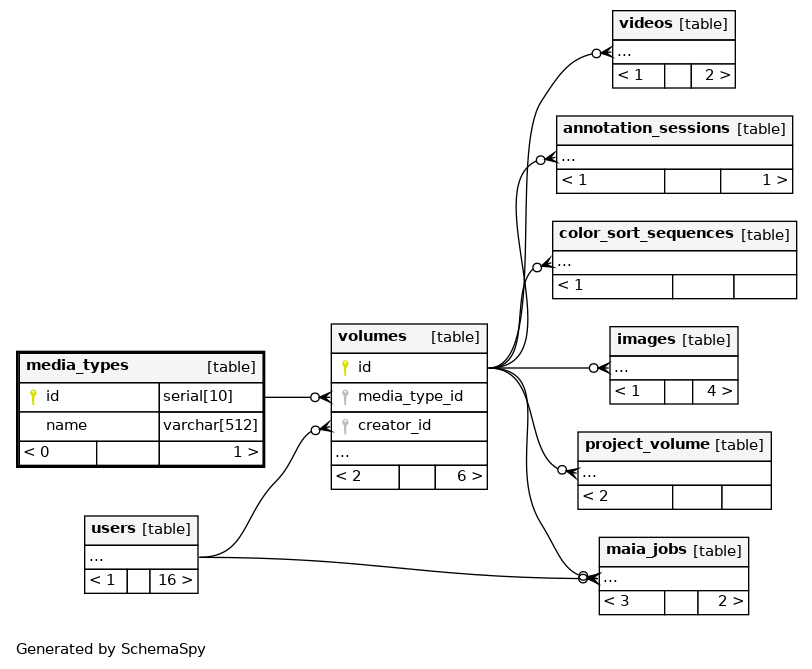 videos [table]
...
< 1 2 >
annotation_sessions [table]
...
< 1 1 >
color_sort_sequences [table]
...
< 1
volumes [table]
id
media_type_id
creator_id
...
< 2 6 >
images [table]
...
< 1 4 >
media_types [table]
id serial[10]
name varchar[512]
< 0 1 >
project_volume [table]
...
< 2
users [table]
...
< 1 16 >
maia_jobs [table]
...
< 3 2 >
Generated by SchemaSpy